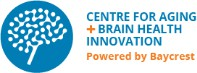 CENTRE FOR AGING
+ BRAIN HEALTH
INNOVATION
Powered by Baycrest